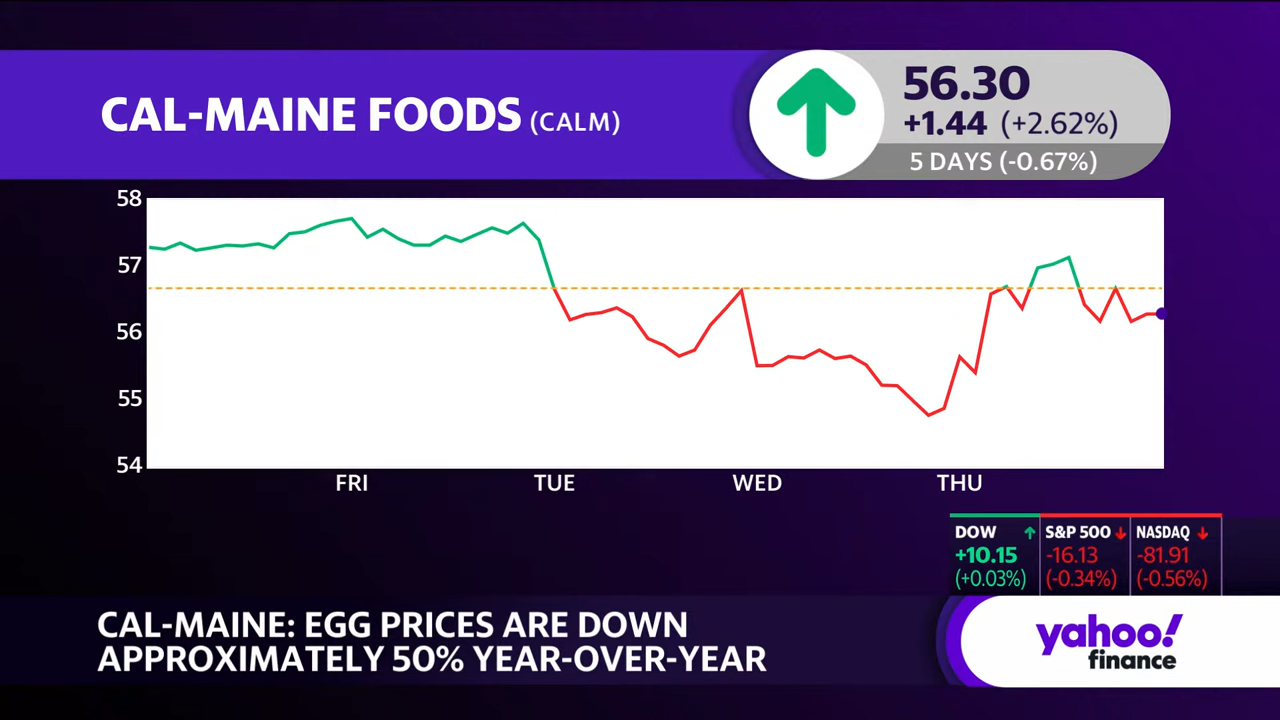 CAL-MAINE FOODS (CALM)
56.30
+1.44 (+2.62%)
5 DAYS (-0.67%)
58
57
56
55
54
FRI TUE WED THU
DOW S&P 500 NASDAQ
+10.15 -16.13 -81.91
(+0.03%) (-0.34%) (-0.56%)
CAL-MAINE: EGG PRICES ARE DOWN
APPROXIMATELY 50% YEAR-OVER-YEAR
yahoo!
finance